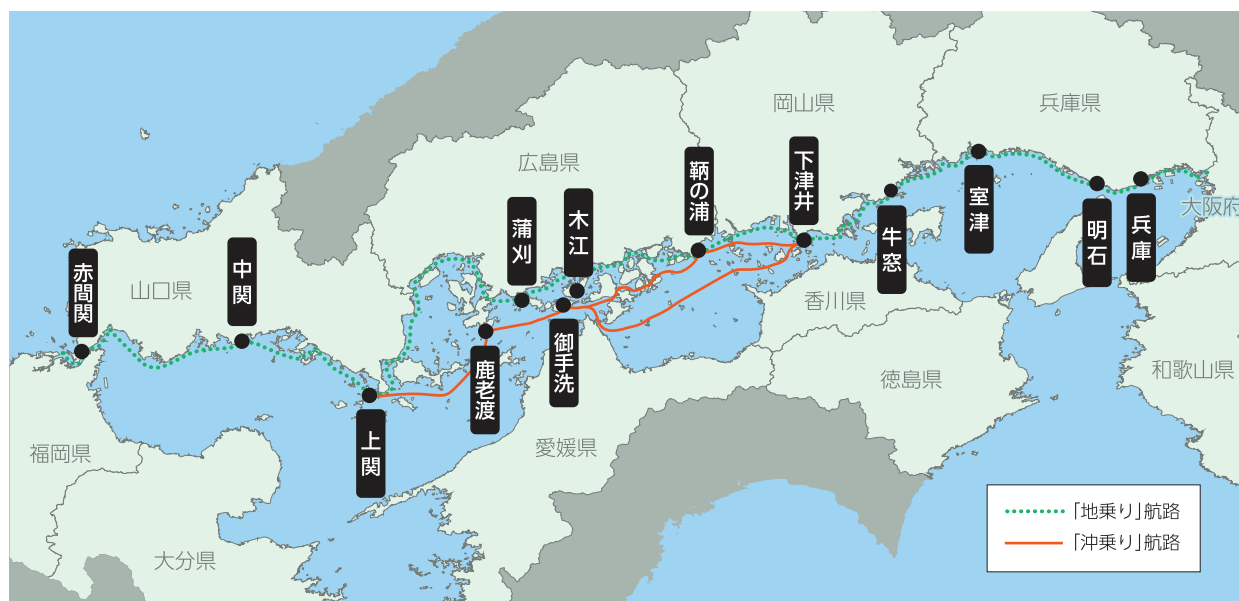 兵庫県
岡山県
広島県
大阪府
山口県
香川県
徳島県
和歌山県
愛媛県
福岡県
大分県
赤間関
中関
上関
鹿老渡
蒲刈
木江
御手洗
鞆の浦
下津井
牛窓
室津
明石
兵庫
「地乗り」航路
「沖乗り」航路